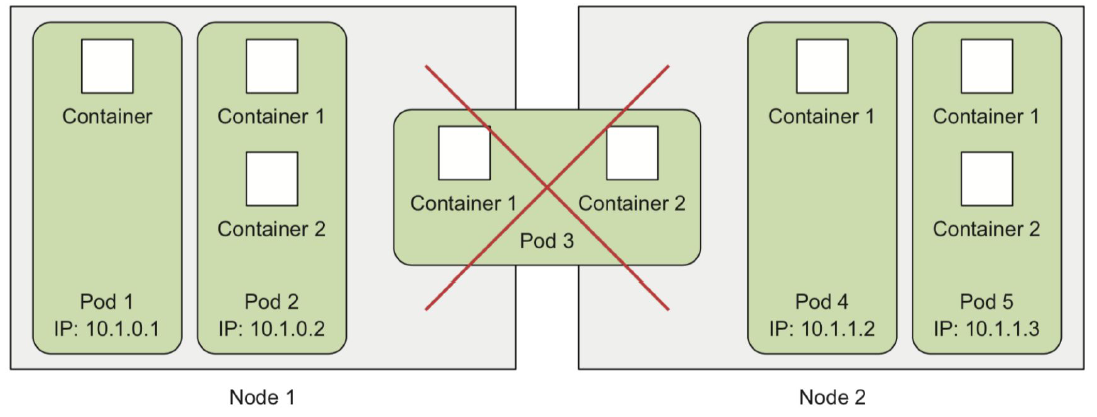 Container
Pod 1
IP: 10.1.0.1
Container 1
Container 2
Pod 2
IP: 10.1.0.2
Node 1
Container 1
Container 2
Pod 3
Container 1
Pod 4
IP: 10.1.1.2
Container 1
Container 2
Pod 5
IP: 10.1.1.3
Node 2